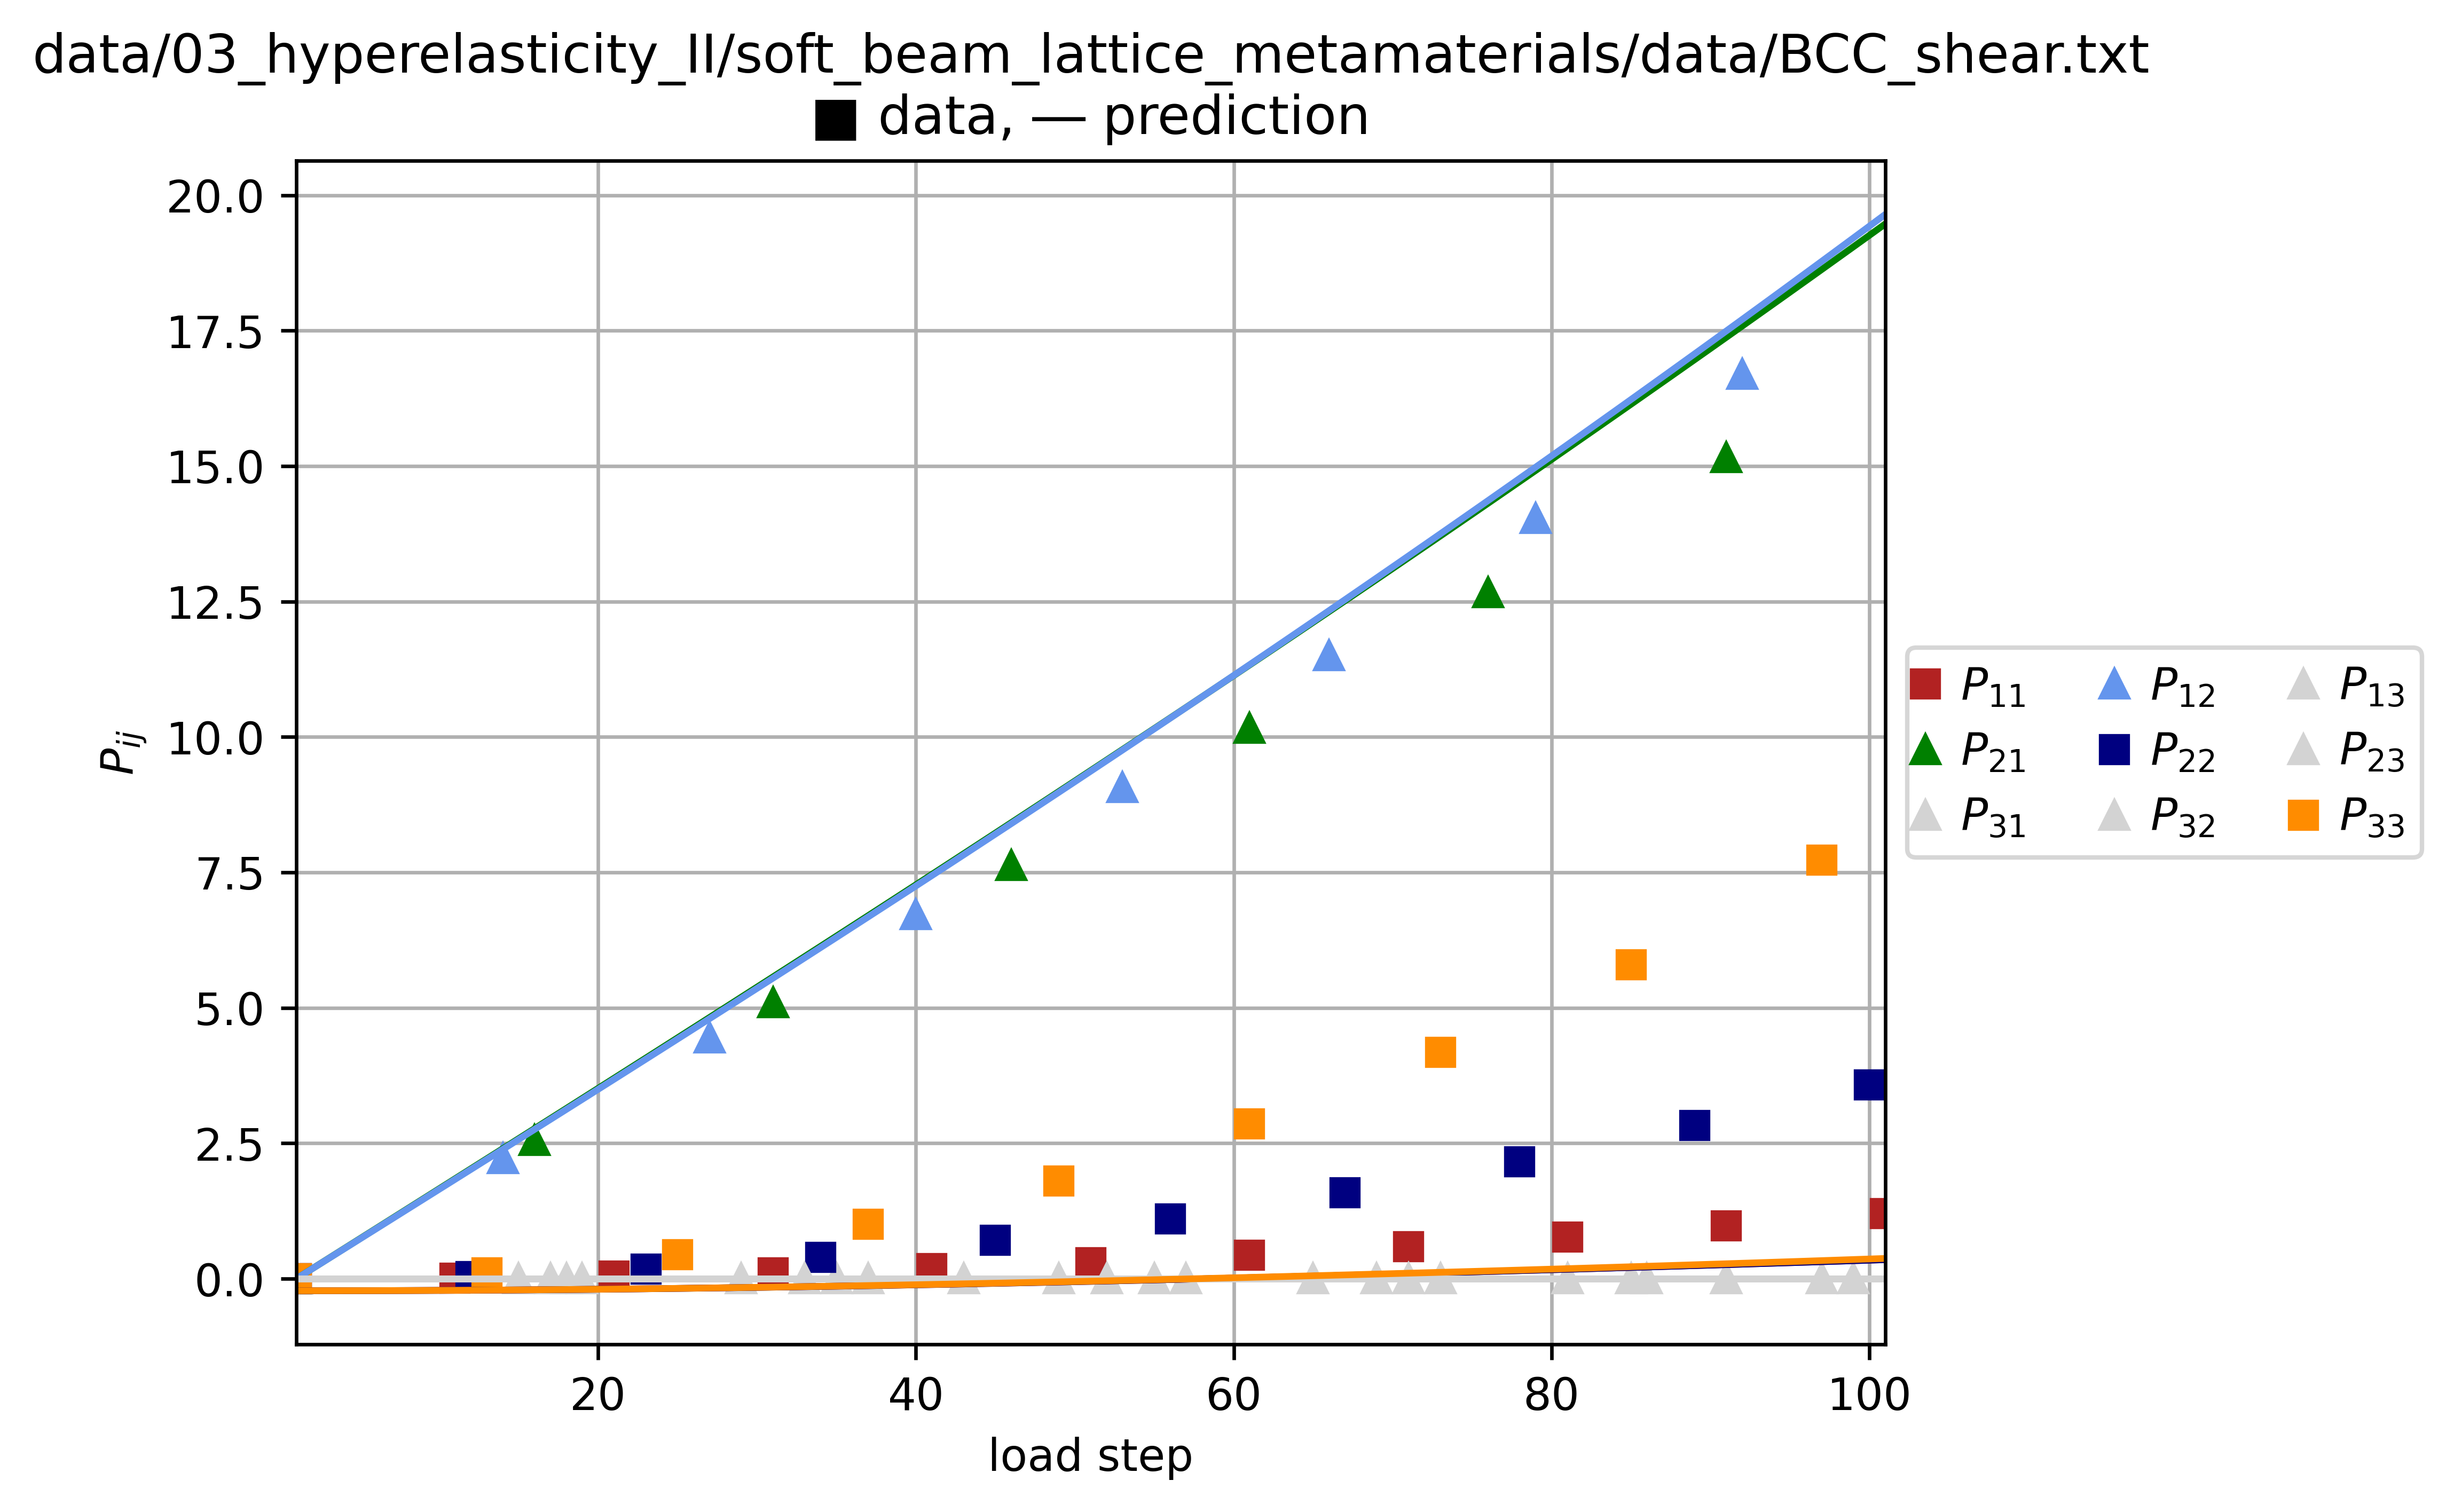 data/03_hyperelasticity_II/soft_beam_lattice_metamaterials/data/BCC_shear.txt
■ data, — prediction
20.0
17.5
15.0
12.5
10.0
7.5
5.0
2.5
0.0
P_ij
20 40 60 80 100
load step
P_11 P_12 P_13
P_21 P_22 P_23
P_31 P_32 P_33